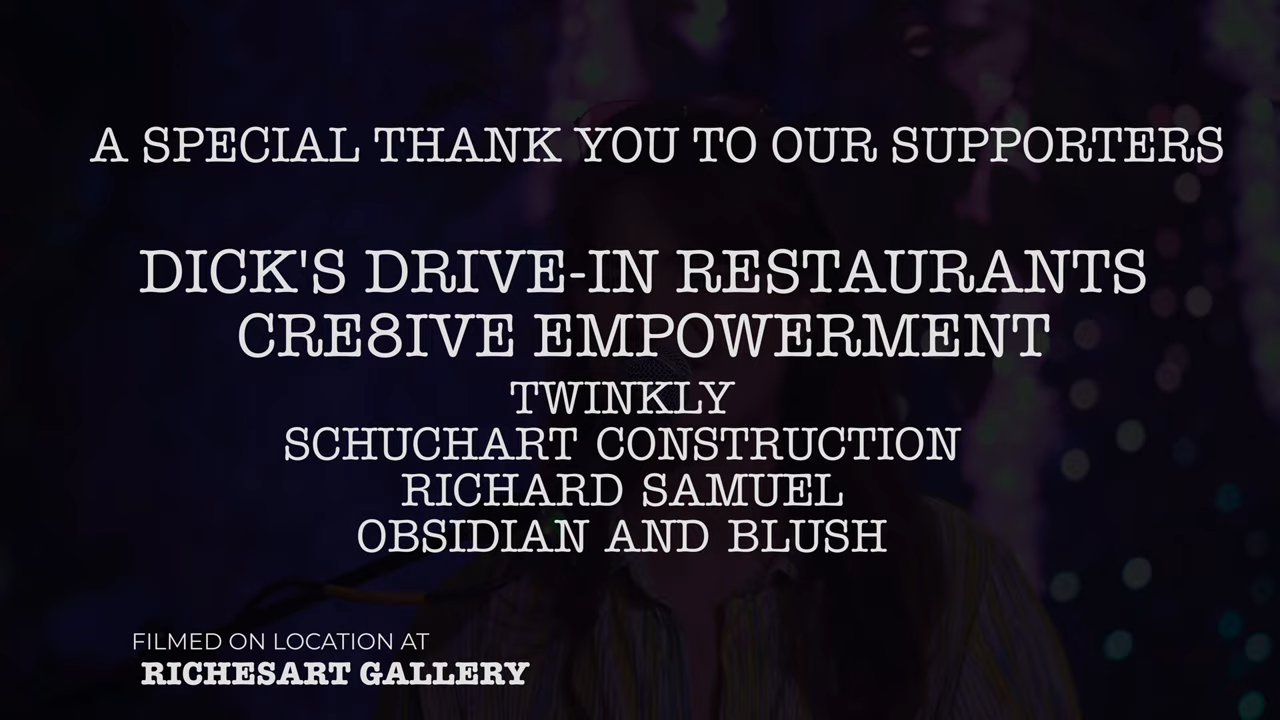 A SPECIAL THANK YOU TO OUR SUPPORTERS
DICK'S DRIVE-IN RESTAURANTS
CRE8IVE EMPOWERMENT
TWINKLY
SCHUCHART CONSTRUCTION
RICHARD SAMUEL
OBSIDIAN AND BLUSH
FILMED ON LOCATION AT
RICHESART GALLERY